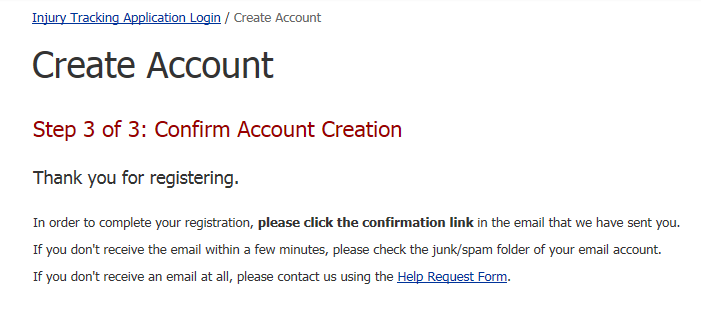 Injury Tracking Application Login / Create Account
Create Account
Step 3 of 3: Confirm Account Creation
Thank you for registering.
In order to complete your registration, please click the confirmation link in the email that we have sent you.
If you don't receive the email within a few minutes, please check the junk/spam folder of your email account.
If you don't receive an email at all, please contact us using the Help Request Form.